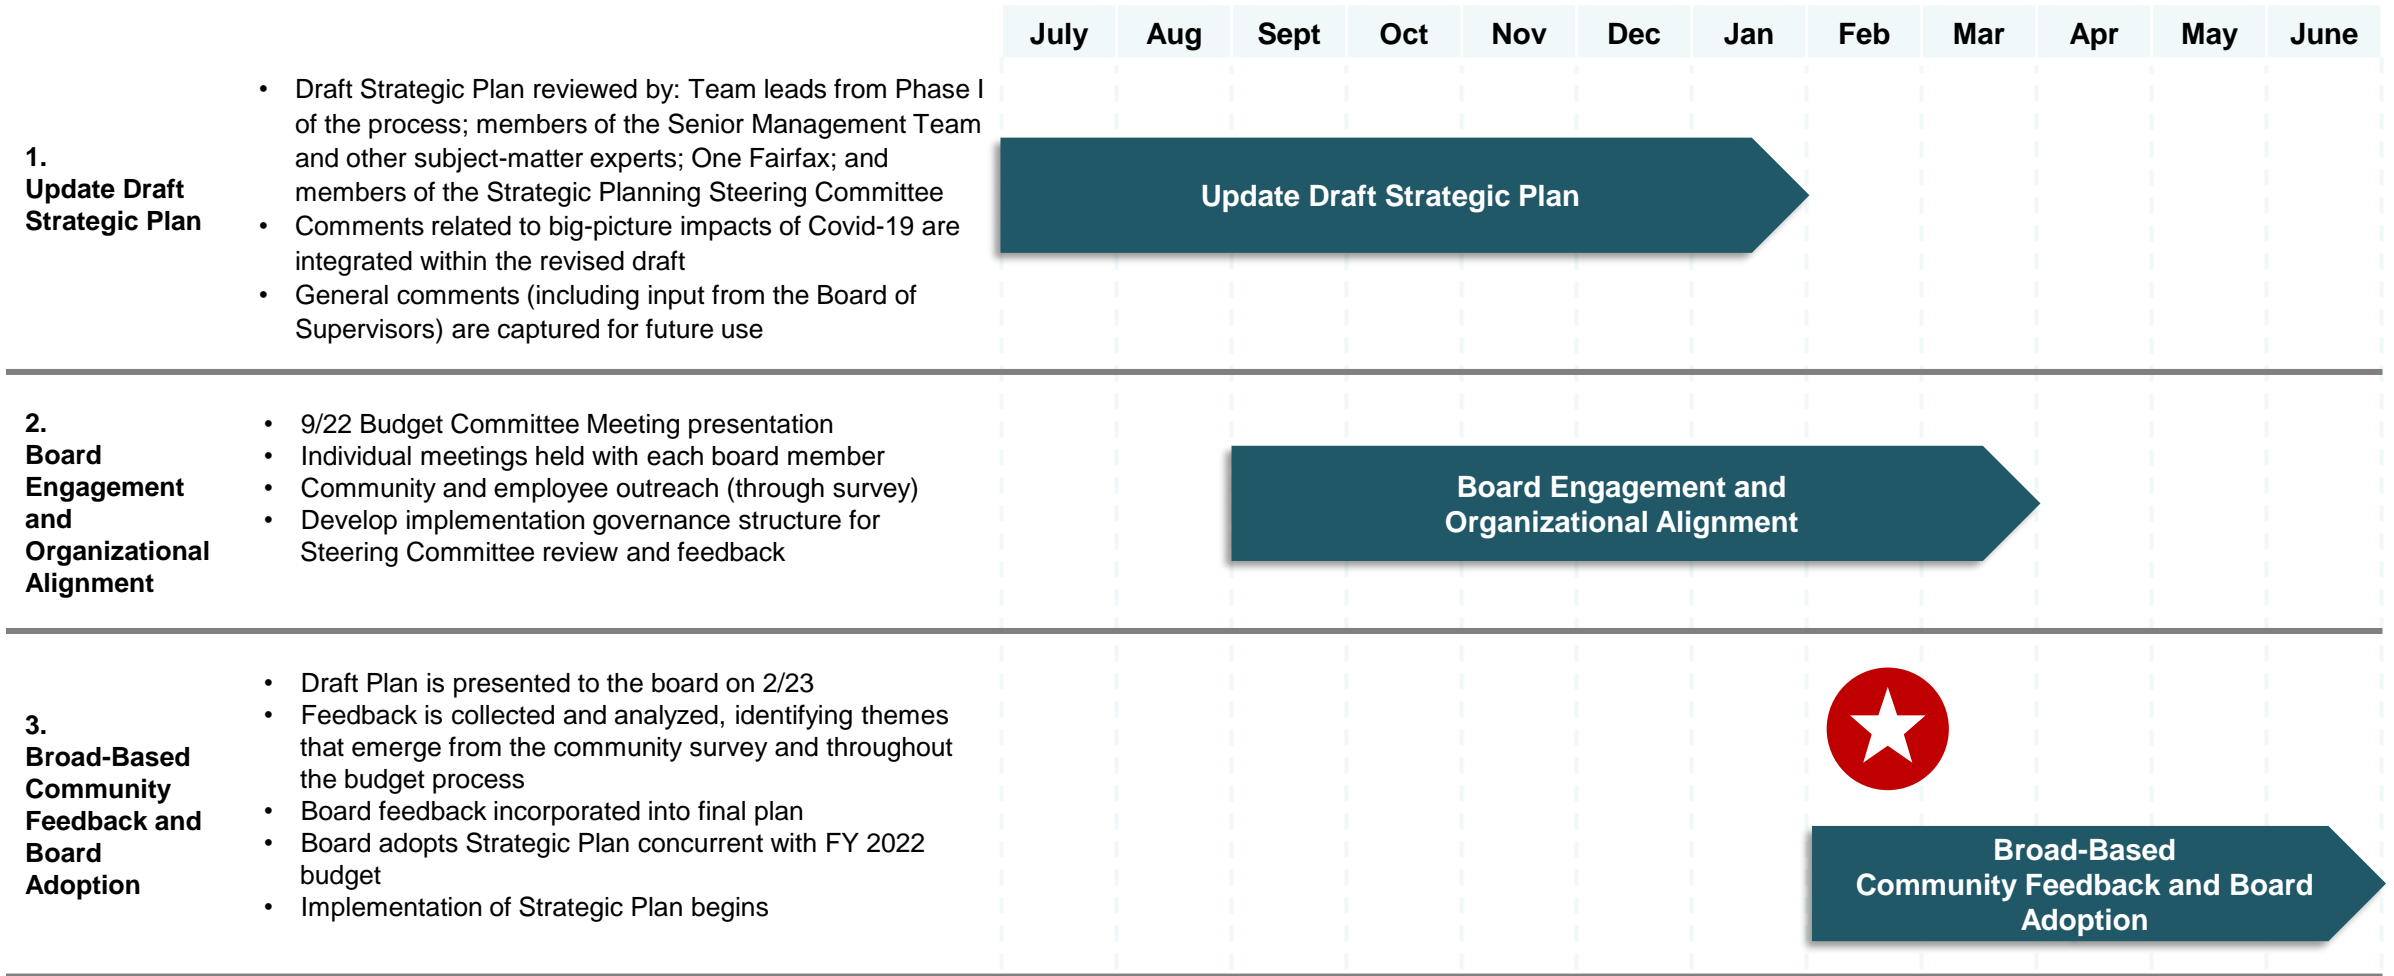 July Aug Sept Oct Nov Dec Jan Feb Mar Apr May June
1.
Update Draft
Strategic Plan
• Draft Strategic Plan reviewed by: Team leads from Phase I
of the process; members of the Senior Management Team
and other subject-matter experts; One Fairfax; and
members of the Strategic Planning Steering Committee
• Comments related to big-picture impacts of Covid-19 are
integrated within the revised draft
• General comments (including input from the Board of
Supervisors) are captured for future use
Update Draft Strategic Plan
2.
Board
Engagement
and
Organizational
Alignment
• 9/22 Budget Committee Meeting presentation
• Individual meetings held with each board member
• Community and employee outreach (through survey)
• Develop implementation governance structure for
Steering Committee review and feedback
Board Engagement and
Organizational Alignment
3.
Broad-Based
Community
Feedback and
Board
Adoption
• Draft Plan is presented to the board on 2/23
• Feedback is collected and analyzed, identifying themes
that emerge from the community survey and throughout
the budget process
• Board feedback incorporated into final plan
• Board adopts Strategic Plan concurrent with FY 2022
budget
• Implementation of Strategic Plan begins
Broad-Based
Community Feedback and Board
Adoption